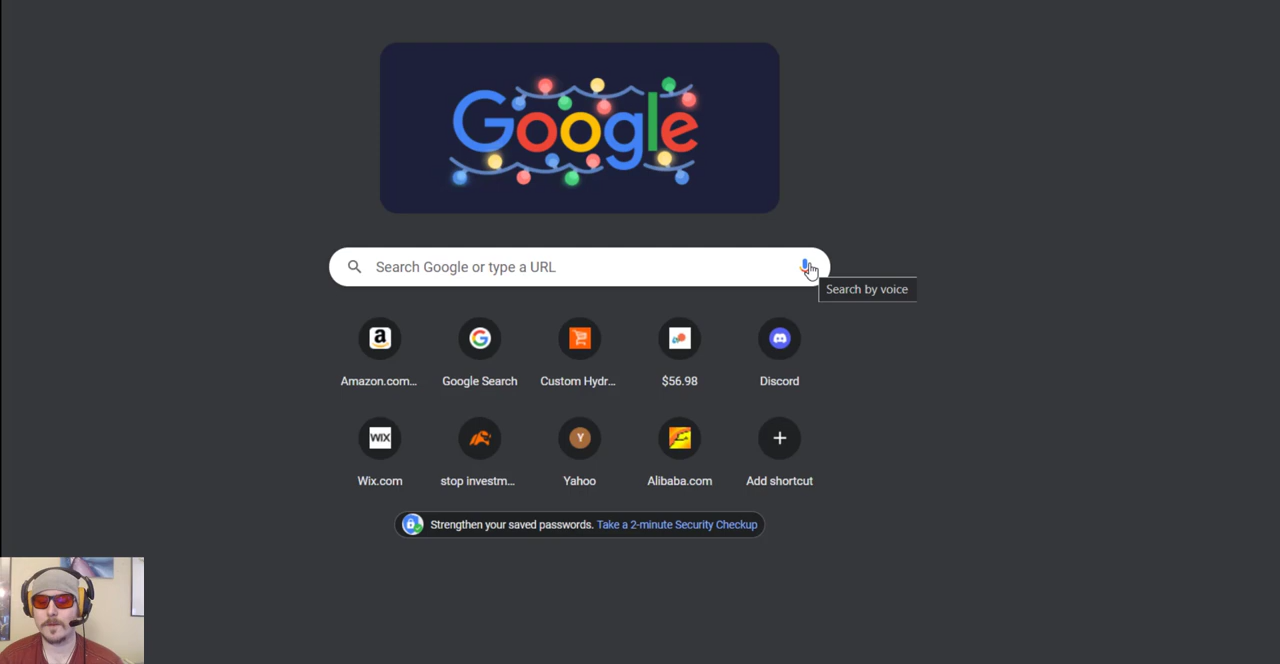 Google
Search Google or type a URL
Search by voice
a
G
Amazon.com...
Google Search
Custom Hydr...
$56.98
Discord
WIX
Y
Wix.com
stop investm...
Yahoo
Alibaba.com
Add shortcut
Strengthen your saved passwords. Take a 2-minute Security Checkup